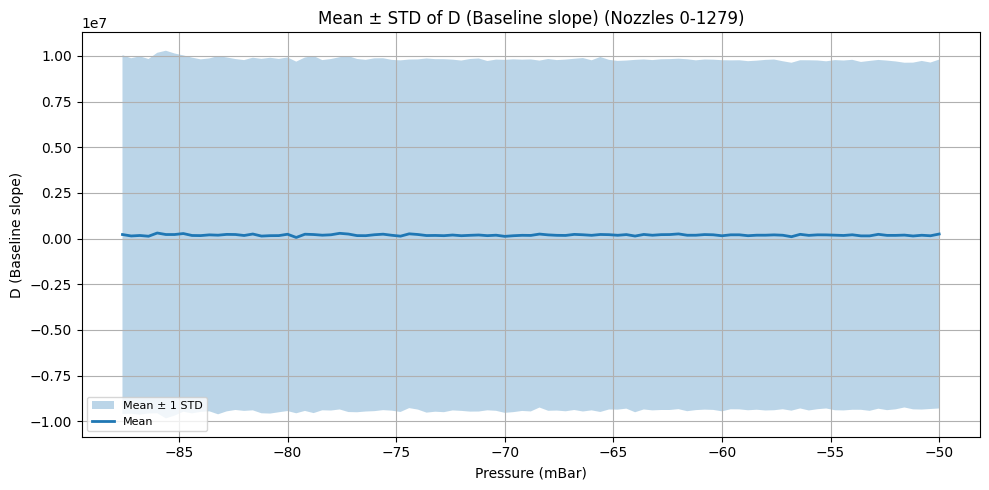 Mean ± STD of D (Baseline slope) (Nozzles 0-1279)
1e7
1.00
0.75
0.50
0.25
0.00
−0.25
−0.50
−0.75
−1.00
D (Baseline slope)
Mean ± 1 STD
Mean
−85 −80 −75 −70 −65 −60 −55 −50
Pressure (mBar)